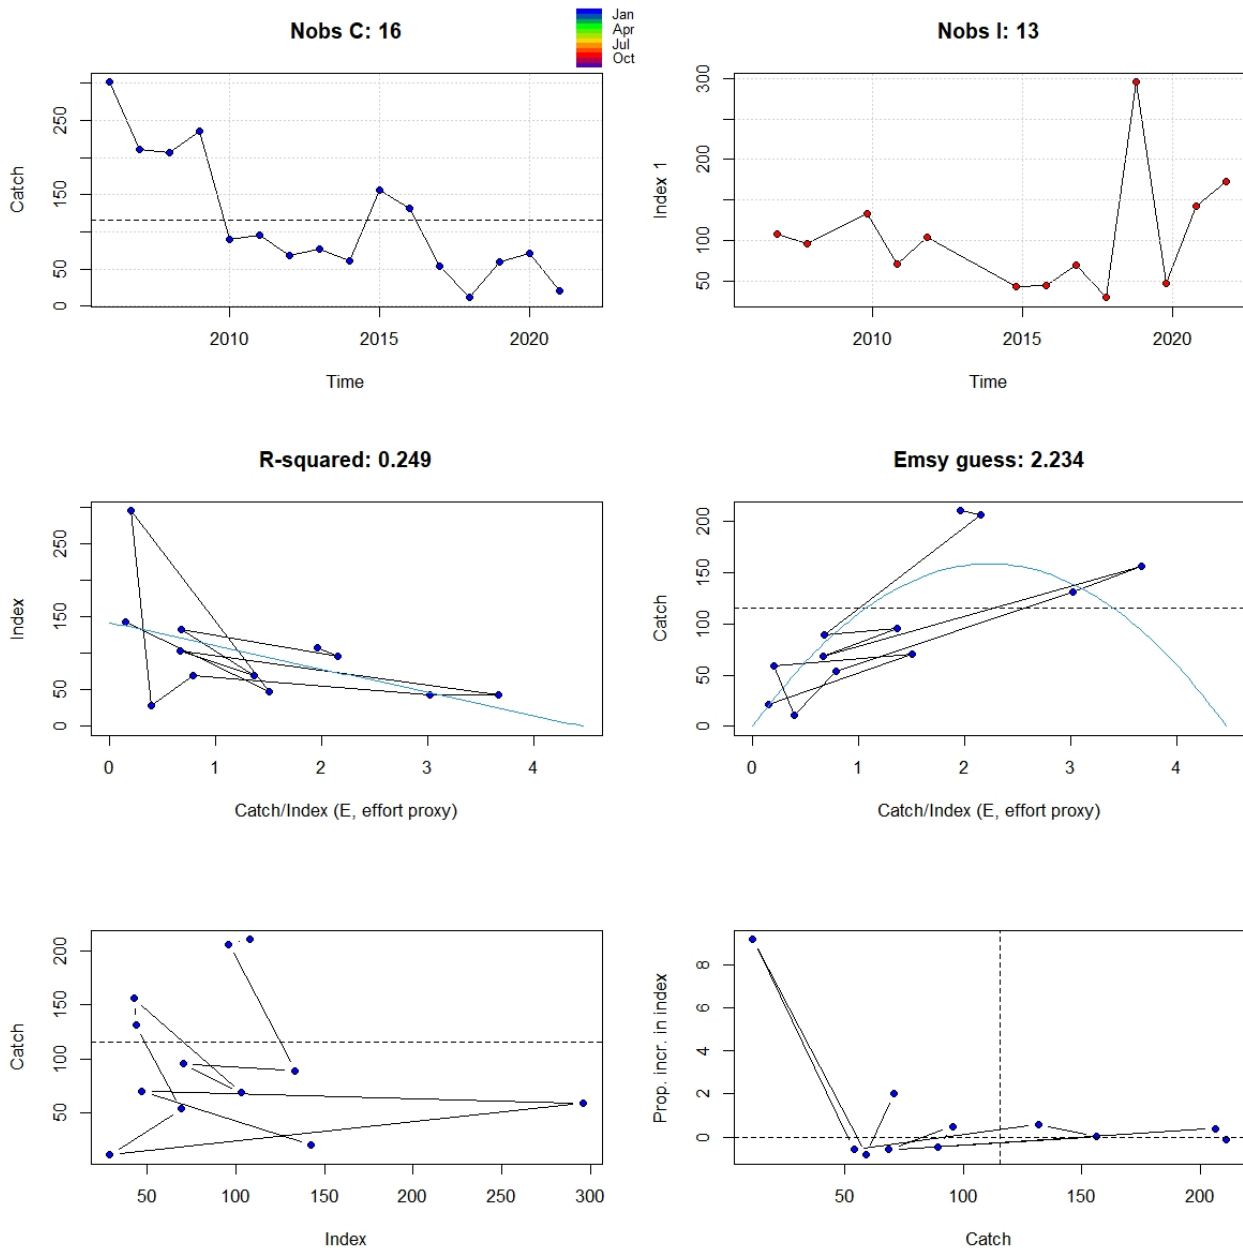 Nobs C: 16
Jan
Apr
Jul
Oct
Nobs I: 13
Catch
0
50
150
250
2010
2015
2020
Time
Index 1
50
100
200
300
2010
2015
2020
Time
R-squared: 0.249
Index
0
50
150
250
0
1
2
3
4
Catch/Index (E, effort proxy)
Emsy guess: 2.234
Catch
0
50
100
150
200
0
1
2
3
4
Catch/Index (E, effort proxy)
Catch
50
100
150
200
50
100
150
200
250
300
Index
Prop. incr. in index
0
2
4
6
8
50
100
150
200
Catch